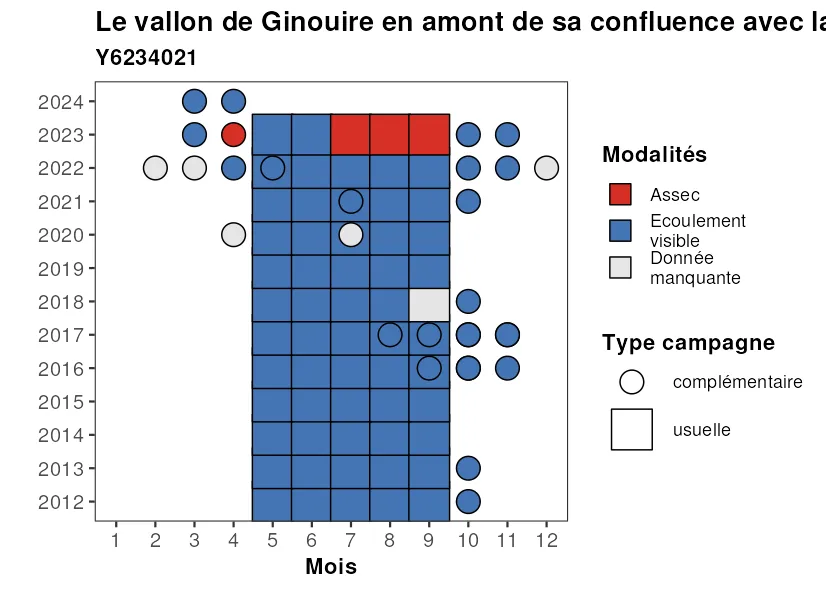 Le vallon de Ginouire en amont de sa confluence avec la
Y6234021
2024
2023
2022
2021
2020
2019
2018
2017
2016
2015
2014
2013
2012
1 2 3 4 5 6 7 8 9 10 11 12
Mois
Modalités
Assec
Ecoulement
visible
Donnée
manquante
Type campagne
complémentaire
usuelle